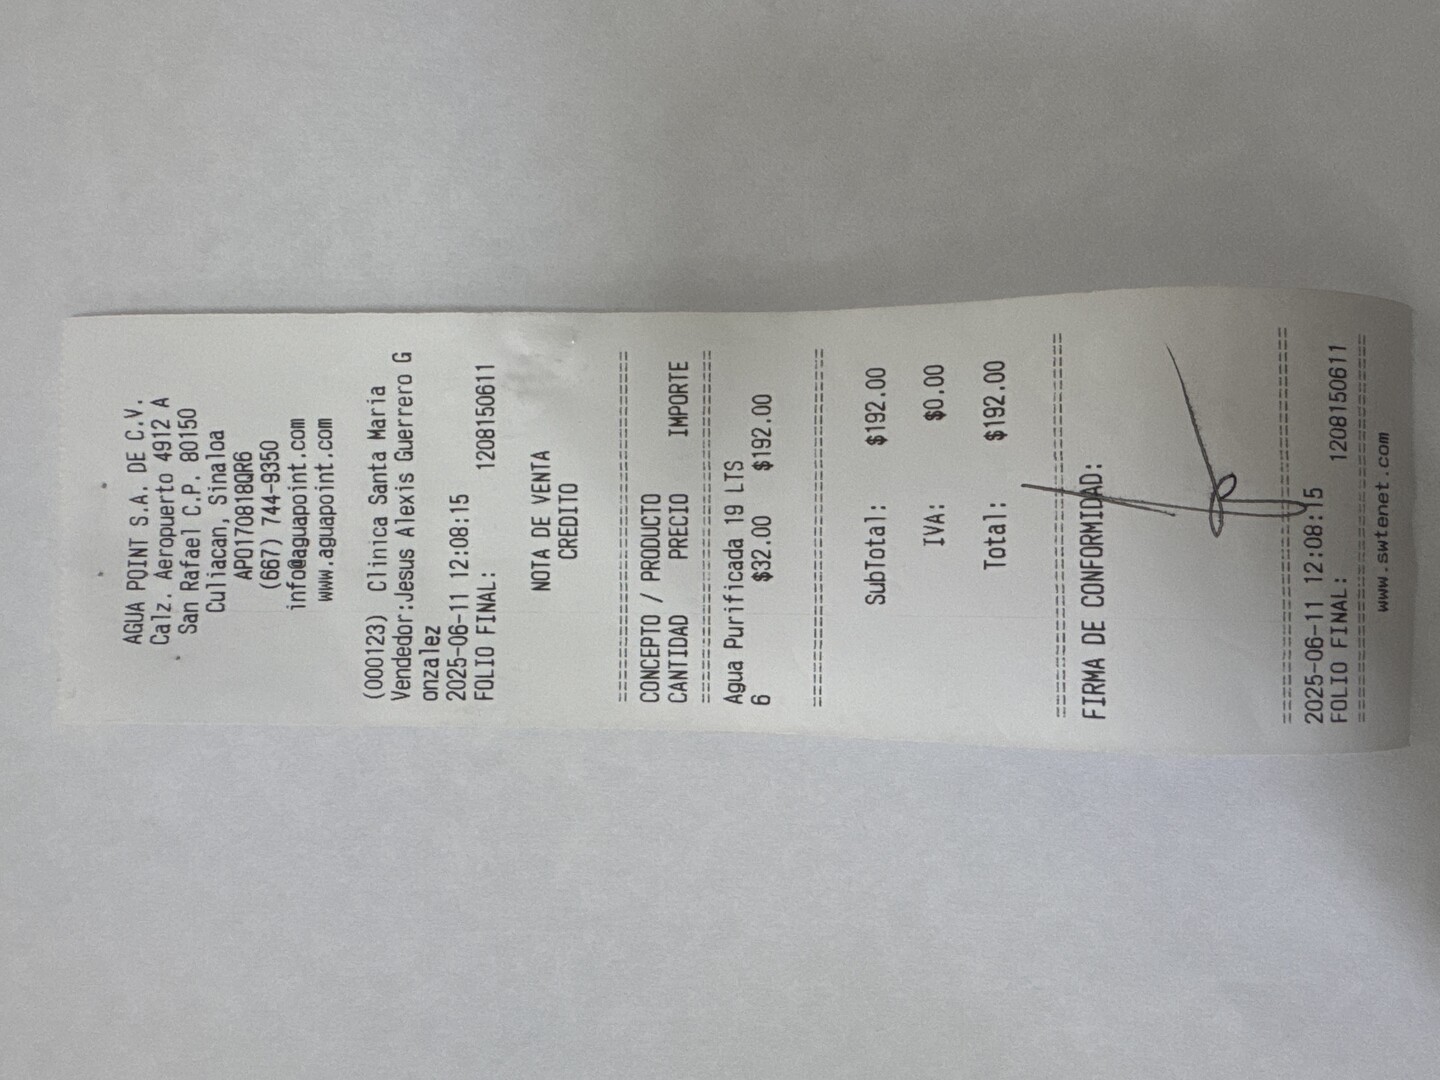 AGUA POINT S.A. DE C.V.
Calz. Aeropuerto 4912 A
San Rafael C.P. 80150
Culiacan, Sinaloa
APO170818QR6
(667) 744-9350
info@aguapoint.com
www.aguapoint.com
(000123) Clinica Santa Maria
Vendedor:Jesus Alexis Guerrero G
onzalez
2025-06-11 12:08:15
FOLIO FINAL: 1208150611
NOTA DE VENTA
CREDITO
================================
CONCEPTO / PRODUCTO
CANTIDAD PRECIO IMPORTE
================================
Agua Purificada 19 LTS
6 $32.00 $192.00
================================
SubTotal: $192.00
IVA: $0.00
Total: $192.00
================================
FIRMA DE CONFORMIDAD:
================================
2025-06-11 12:08:15
FOLIO FINAL: 1208150611
================================
www.swtenet.com